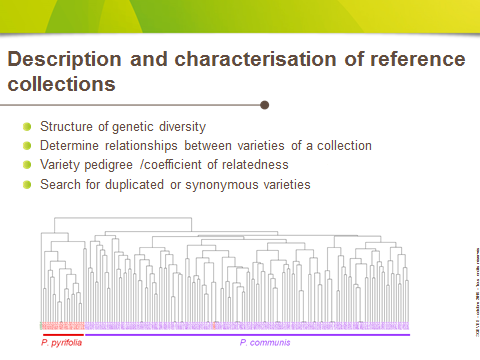 Description and characterisation of reference
collections
Structure of genetic diversity
Determine relationships between varieties of a collection
Variety pedigree /coefficient of relatedness
Search for duplicated or synonymous varieties
P. pyrifolia
P. communis